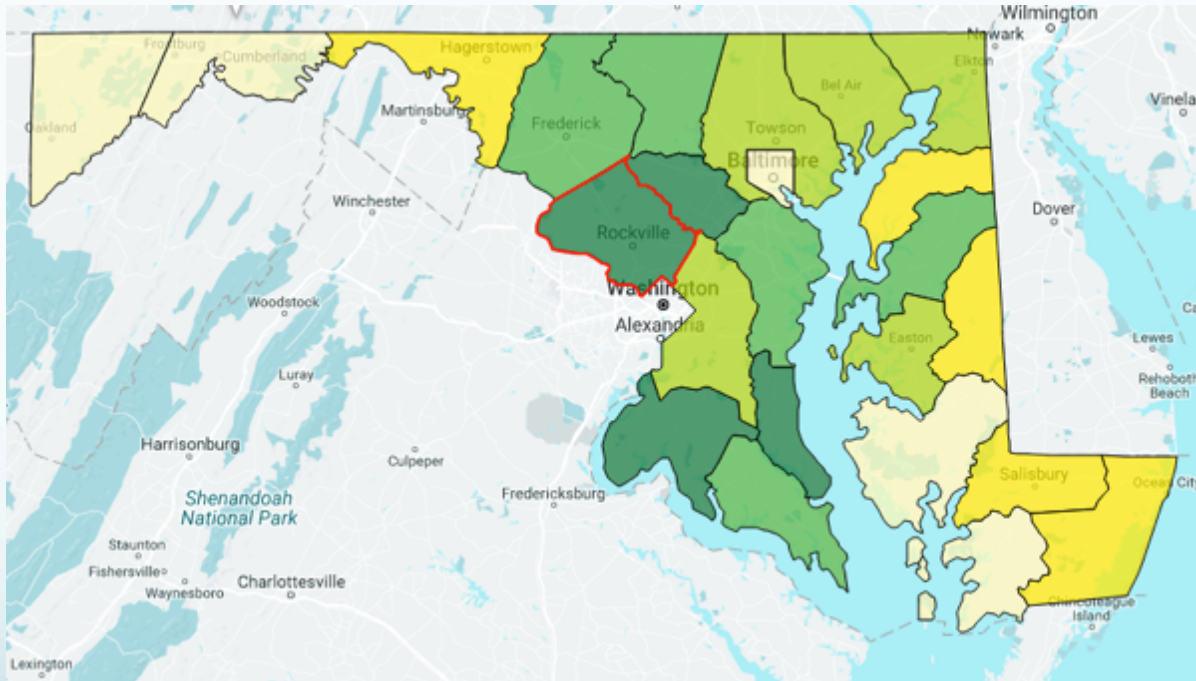 Wilmington
Newark
Frostburg
Cumberland
Hagerstown
Elkton
Bel Air
Vinela
Martinsburg
Frederick
Towson
Oakland
Baltimore
Winchester
Dover
Rockville
Washington
Woodstock
Alexandria
Easton
Ca
Lewes
Luray
Rehoboth
Beach
Harrisonburg
Culpeper
Salisbury
Ocean City
Fredericksburg
Shenandoah
National Park
Staunton
Fishersville
Charlottesville
Waynesboro
Chincoteague
Island
Lexington